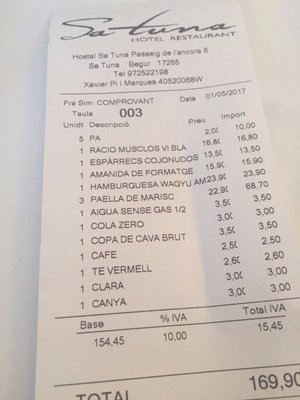 Sa tuna
HOTEL RESTAURANT
Hostal Sa Tuna Passeig de l'ancora 6
Sa Tuna Begur 17255
Tel 972522198
Xavier Pi i Marques 40520068W
Fra Sim: COMPROVANT Data 01/05/2017
Taula 003
Unidt Descripció Preu Import
5 PA 2,00 10,00
1 RACIO MUSCLOS VI BLA 16,80 16,80
1 ESPÀRRECS COJONUDOS 13,50 13,50
1 AMANIDA DE FORMATGE 15,90 15,90
1 HAMBURGUESA WAGYU AM 23,90 23,90
3 PAELLA DE MARISC 22,90 68,70
1 AIGUA SENSE GAS 1/2 3,50 3,50
1 COLA ZERO 3,00 3,00
1 COPA DE CAVA BRUT 3,50 3,50
1 CAFE 2,50 2,50
1 TE VERMELL 2,60 2,60
1 CLARA 3,00 3,00
1 CANYA 3,00 3,00
Base % IVA Total IVA
154,45 10,00 15,45
TOTAL 169,90